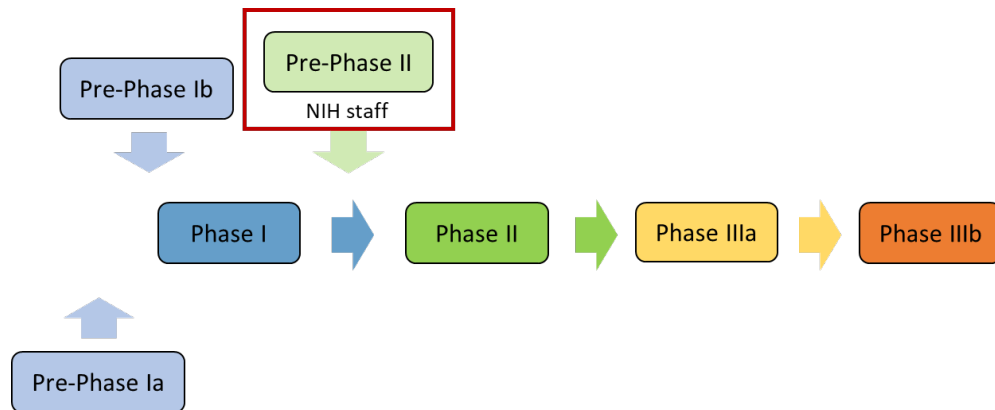 Pre-Phase II
Pre-Phase Ib
NIH staff
Phase I
Phase II
Phase IIIa
Phase IIIb
Pre-Phase Ia